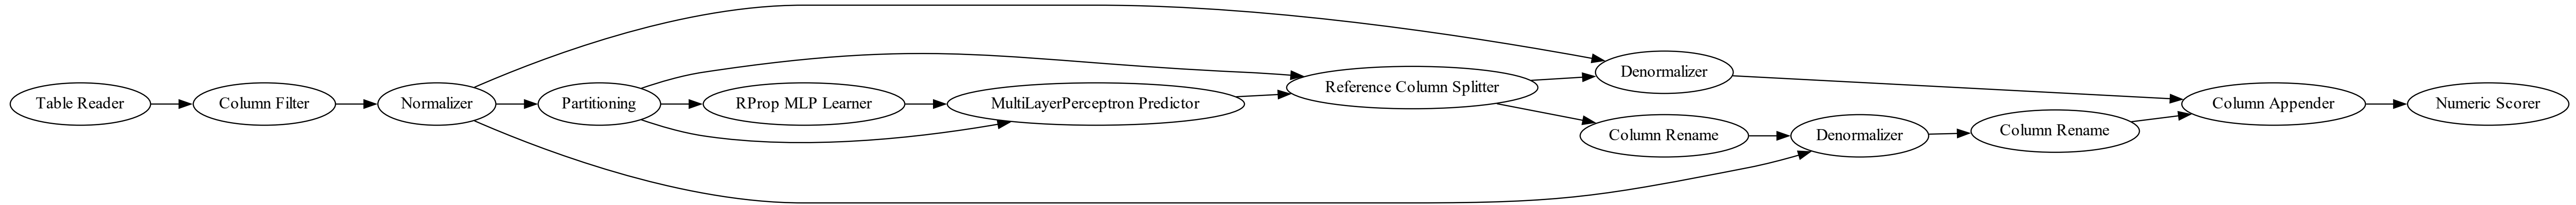 Table Reader
Column Filter
Normalizer
Partitioning
RProp MLP Learner
MultiLayerPerceptron Predictor
Reference Column Splitter
Denormalizer
Column Rename
Denormalizer
Column Rename
Column Appender
Numeric Scorer